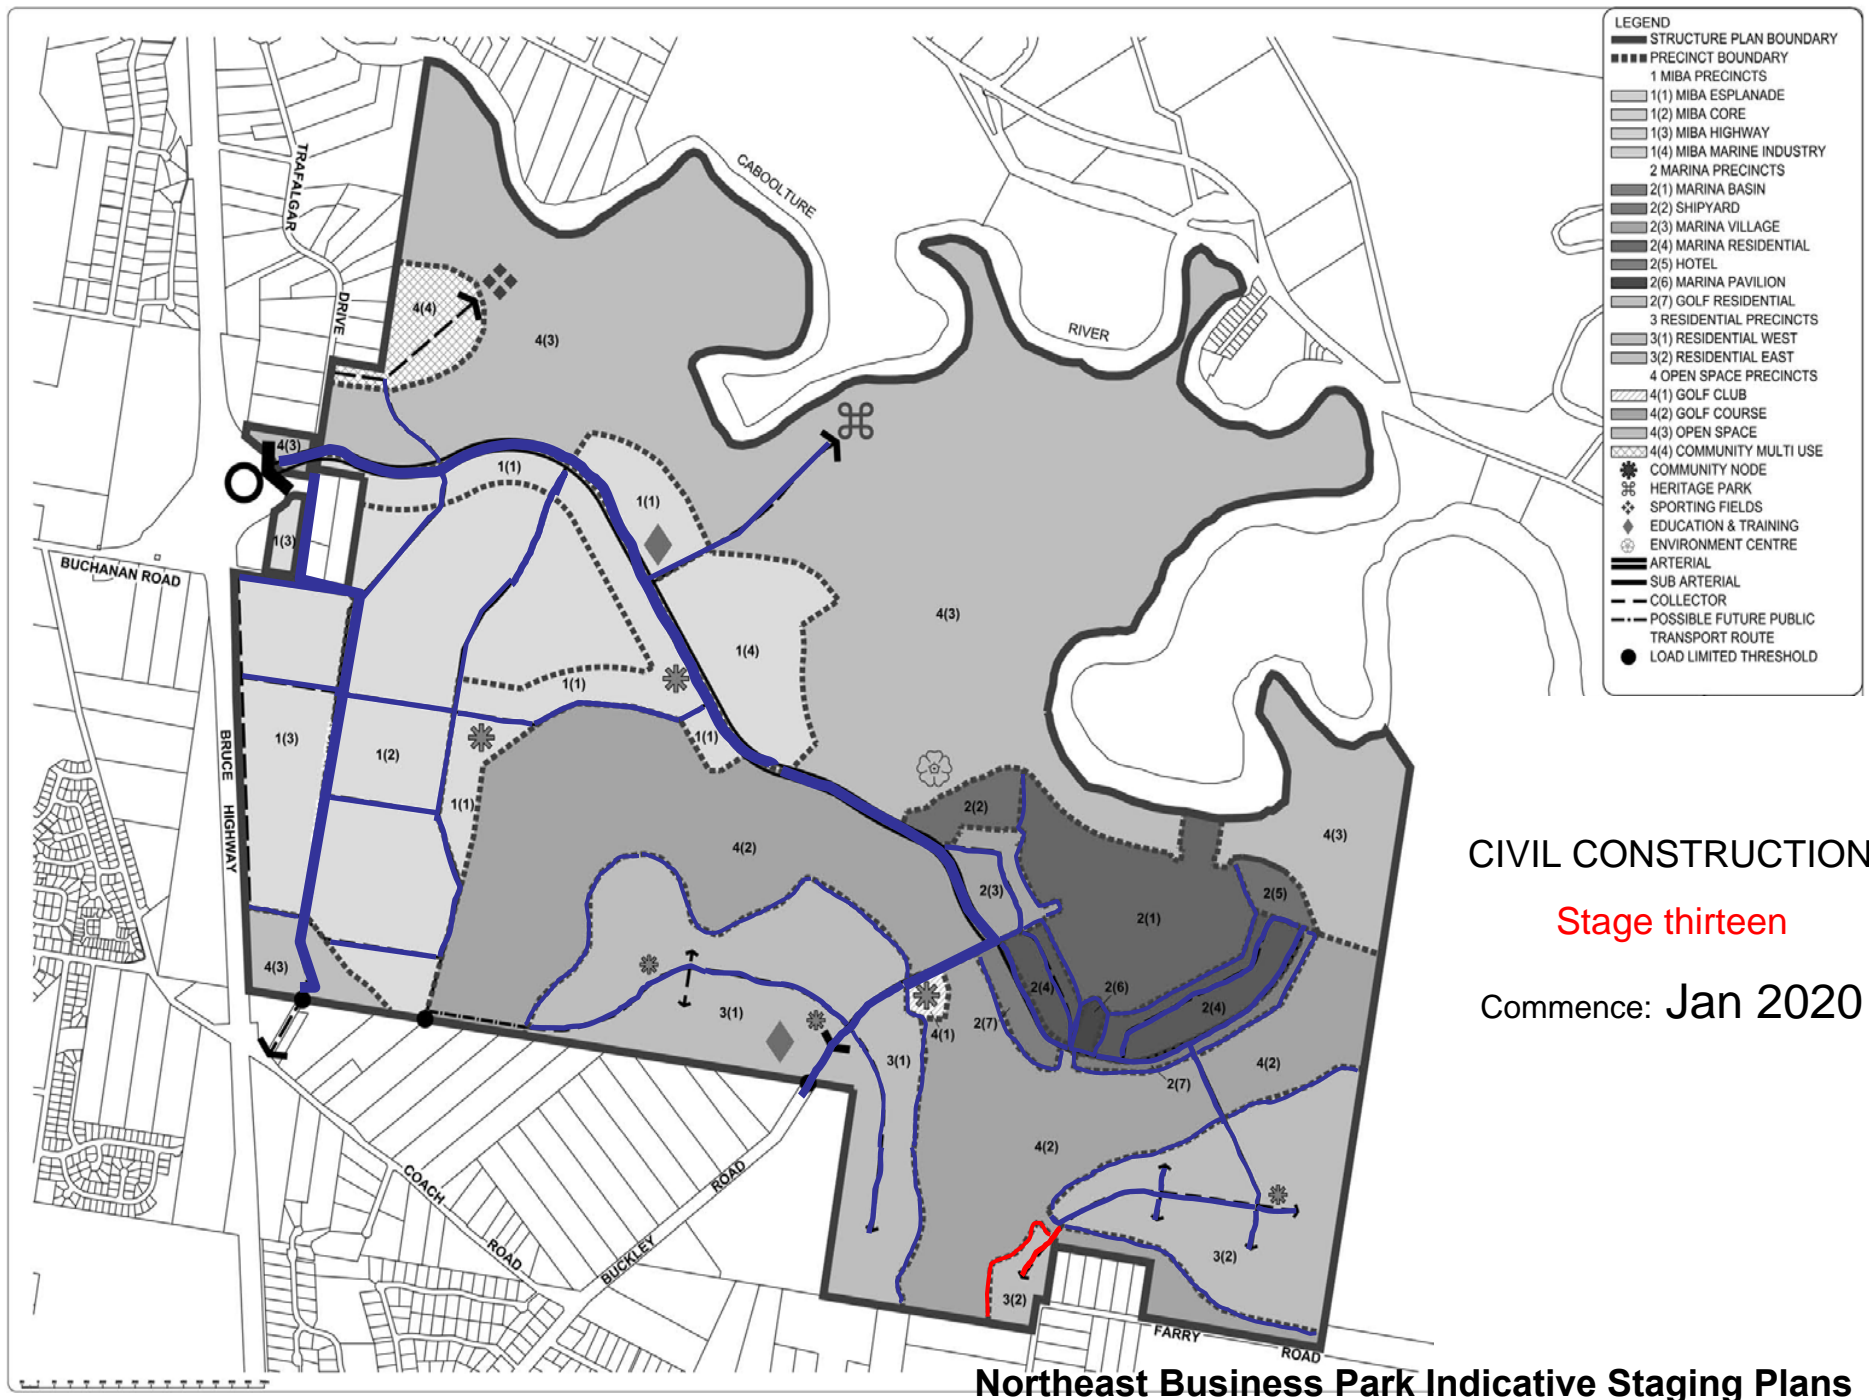 LEGEND
STRUCTURE PLAN BOUNDARY
PRECINCT BOUNDARY
1 MIBA PRECINCTS
1(1) MIBA ESPLANADE
1(2) MIBA CORE
1(3) MIBA HIGHWAY
1(4) MIBA MARINE INDUSTRY
2 MARINA PRECINCTS
2(1) MARINA BASIN
2(2) SHIPYARD
2(3) MARINA VILLAGE
2(4) MARINA RESIDENTIAL
2(5) HOTEL
2(6) MARINA PAVILION
2(7) GOLF RESIDENTIAL
3 RESIDENTIAL PRECINCTS
3(1) RESIDENTIAL WEST
3(2) RESIDENTIAL EAST
4 OPEN SPACE PRECINCTS
4(1) GOLF CLUB
4(2) GOLF COURSE
4(3) OPEN SPACE
4(4) COMMUNITY MULTI USE
COMMUNITY NODE
HERITAGE PARK
SPORTING FIELDS
EDUCATION & TRAINING
ENVIRONMENT CENTRE
ARTERIAL
SUB ARTERIAL
COLLECTOR
POSSIBLE FUTURE PUBLIC
TRANSPORT ROUTE
LOAD LIMITED THRESHOLD
TRAFALGAR
DRIVE
CABOOLTURE
RIVER
4(4)
4(3)
4(3)
1(1)
1(1)
1(3)
BUCHANAN ROAD
4(3)
1(4)
1(1)
1(1)
1(3)
1(2)
1(1)
BRUCE
HIGHWAY
2(2)
4(3)
4(2)
2(3)
2(5)
2(1)
4(3)
2(4)
2(6)
2(4)
3(1)
2(7)
4(1)
3(1)
4(2)
2(7)
4(2)
3(2)
3(2)
COACH
ROAD
BUCKLEY
ROAD
FARRY
ROAD
CIVIL CONSTRUCTION
Stage thirteen
Commence: Jan 2020
Northeast Business Park Indicative Staging Plans